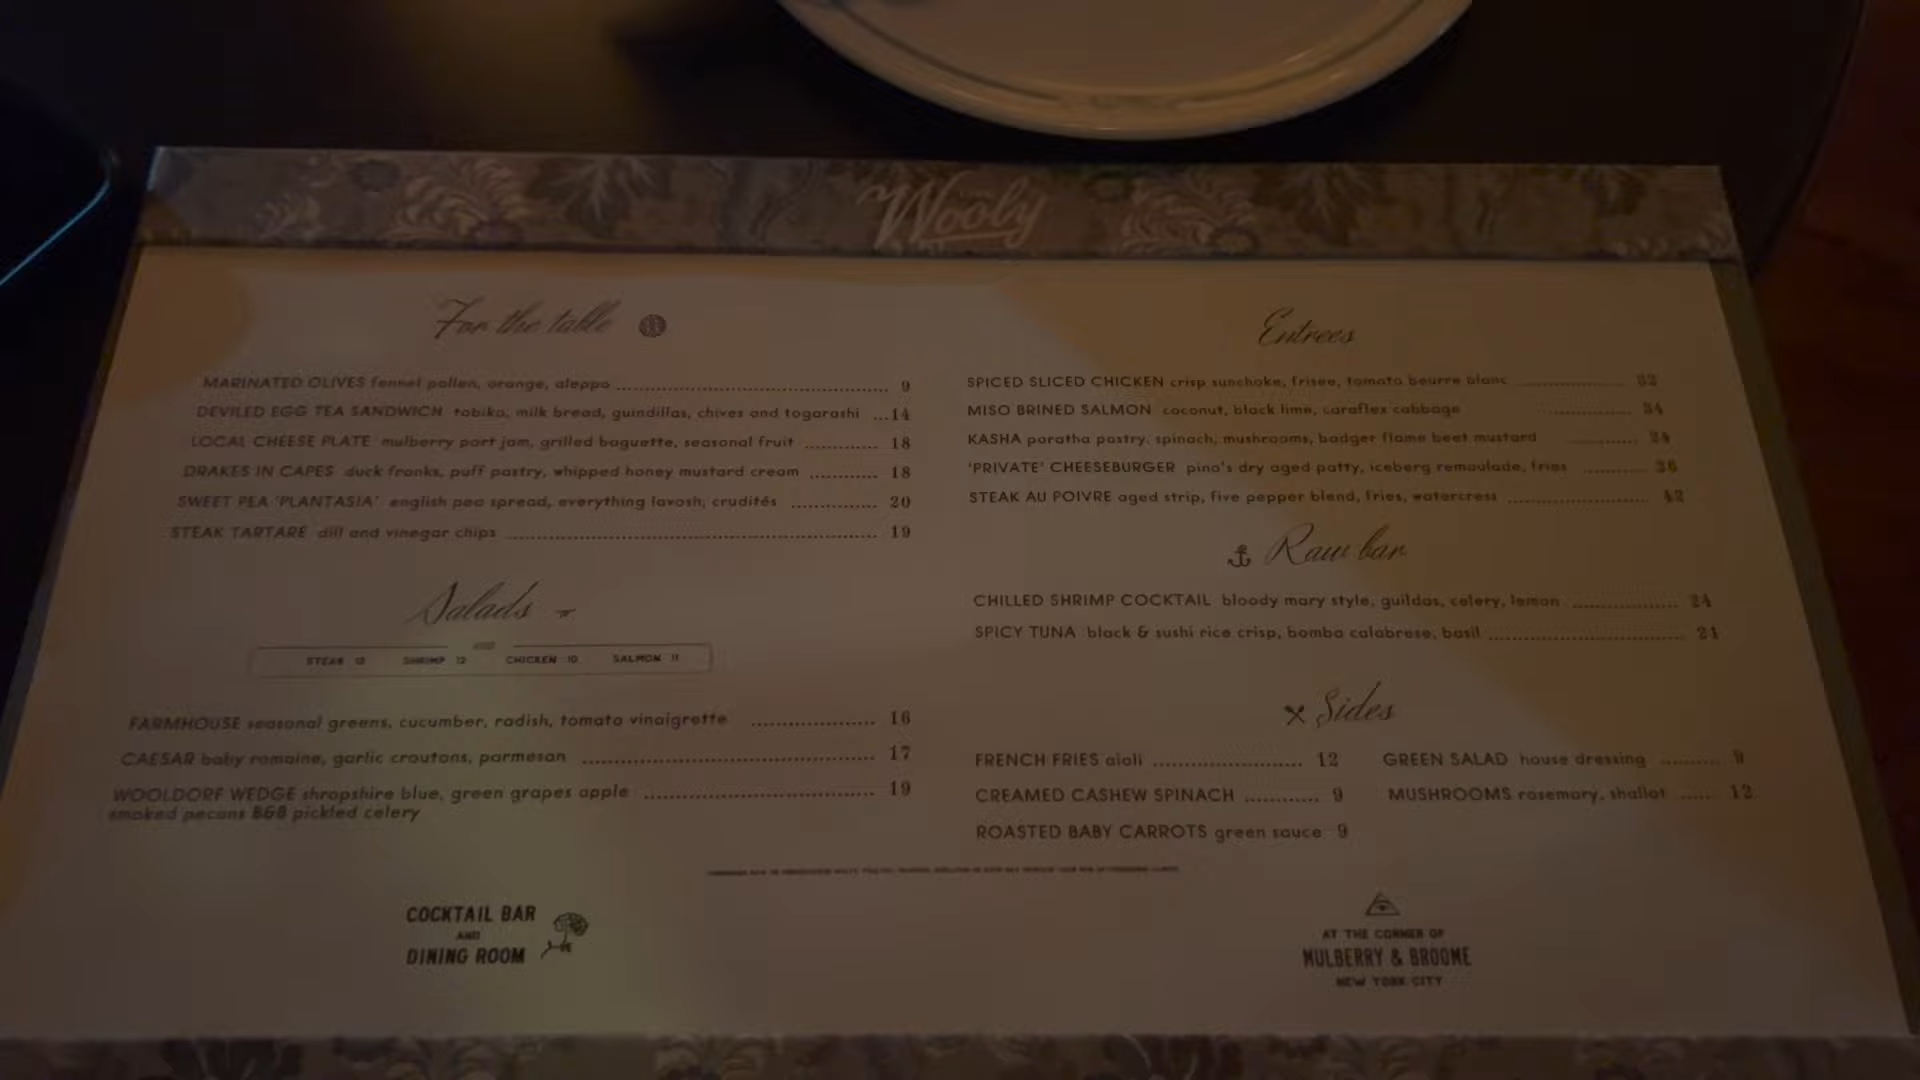 Wooly
For the table
MARINATED OLIVES fennel pollen, orange, aleppo 9
DEVILED EGG TEA SANDWICH tobiko, milk bread, guindillas, chives and togarashi ...14
LOCAL CHEESE PLATE mulberry port jam, grilled baguette, seasonal fruit 18
DRAKES IN CAPES duck franks, puff pastry, whipped honey mustard cream 18
SWEET PEA 'PLANTASIA' english pea spread, everything lavosh, crudités 20
STEAK TARTARE dill and vinegar chips 19
Salads
STEAK SHRIMP 12 CHICKEN 10 SALMON 11
FARMHOUSE seasonal greens, cucumber, radish, tomato vinaigrette 16
CAESAR baby romaine, garlic croutons, parmesan 17
WOOLDORF WEDGE shropshire blue, green grapes apple 19
smoked pecans B&B pickled celery
COCKTAIL BAR
AND
DINING ROOM
Entrees
SPICED SLICED CHICKEN crisp sunchoke, frisee, tomato beurre blanc
MISO BRINED SALMON coconut, black lime, caraflex cabbage
KASHA paratha pastry, spinach, mushrooms, badger flame beet mustard
'PRIVATE' CHEESEBURGER pino's dry aged patty, iceberg remoulade, fries
STEAK AU POIVRE aged strip, five pepper blend, fries, watercress 42
Raw bar
CHILLED SHRIMP COCKTAIL bloody mary style, guildas, celery, lemon 24
SPICY TUNA black & sushi rice crisp, bomba calabrese, basil 21
Sides
FRENCH FRIES aioli 12 GREEN SALAD house dressing 9
CREAMED CASHEW SPINACH 9 MUSHROOMS rosemary, shallot 12
ROASTED BABY CARROTS green sauce 9
AT THE CORNER OF
MULBERRY & BROOME
NEW YORK CITY